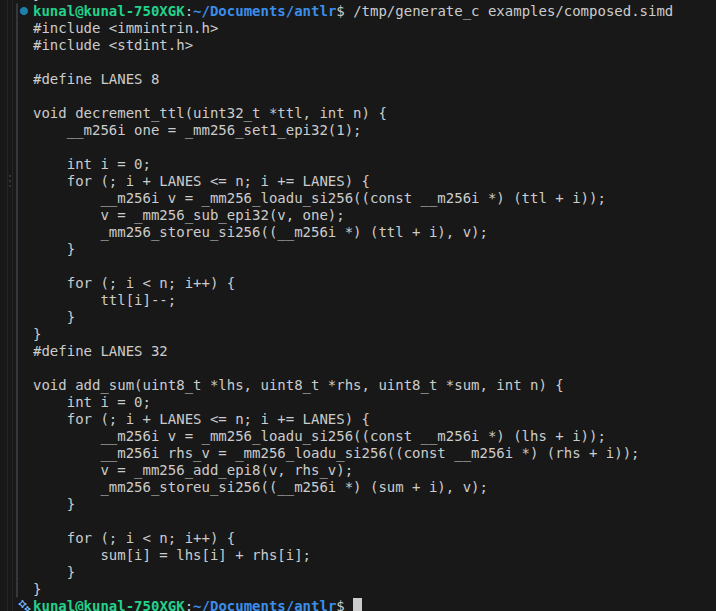 kunal@kunal-750XGK:~/Documents/antlr$ /tmp/generate_c examples/composed.simd
#include <immintrin.h>
#include <stdint.h>

#define LANES 8

void decrement_ttl(uint32_t *ttl, int n) {
    __m256i one = _mm256_set1_epi32(1);

    int i = 0;
    for (; i + LANES <= n; i += LANES) {
        __m256i v = _mm256_loadu_si256((const __m256i *) (ttl + i));
        v = _mm256_sub_epi32(v, one);
        _mm256_storeu_si256((__m256i *) (ttl + i), v);
    }

    for (; i < n; i++) {
        ttl[i]--;
    }
}
#define LANES 32

void add_sum(uint8_t *lhs, uint8_t *rhs, uint8_t *sum, int n) {
    int i = 0;
    for (; i + LANES <= n; i += LANES) {
        __m256i v = _mm256_loadu_si256((const __m256i *) (lhs + i));
        __m256i rhs_v = _mm256_loadu_si256((const __m256i *) (rhs + i));
        v = _mm256_add_epi8(v, rhs_v);
        _mm256_storeu_si256((__m256i *) (sum + i), v);
    }

    for (; i < n; i++) {
        sum[i] = lhs[i] + rhs[i];
    }
}
kunal@kunal-750XGK:~/Documents/antlr$